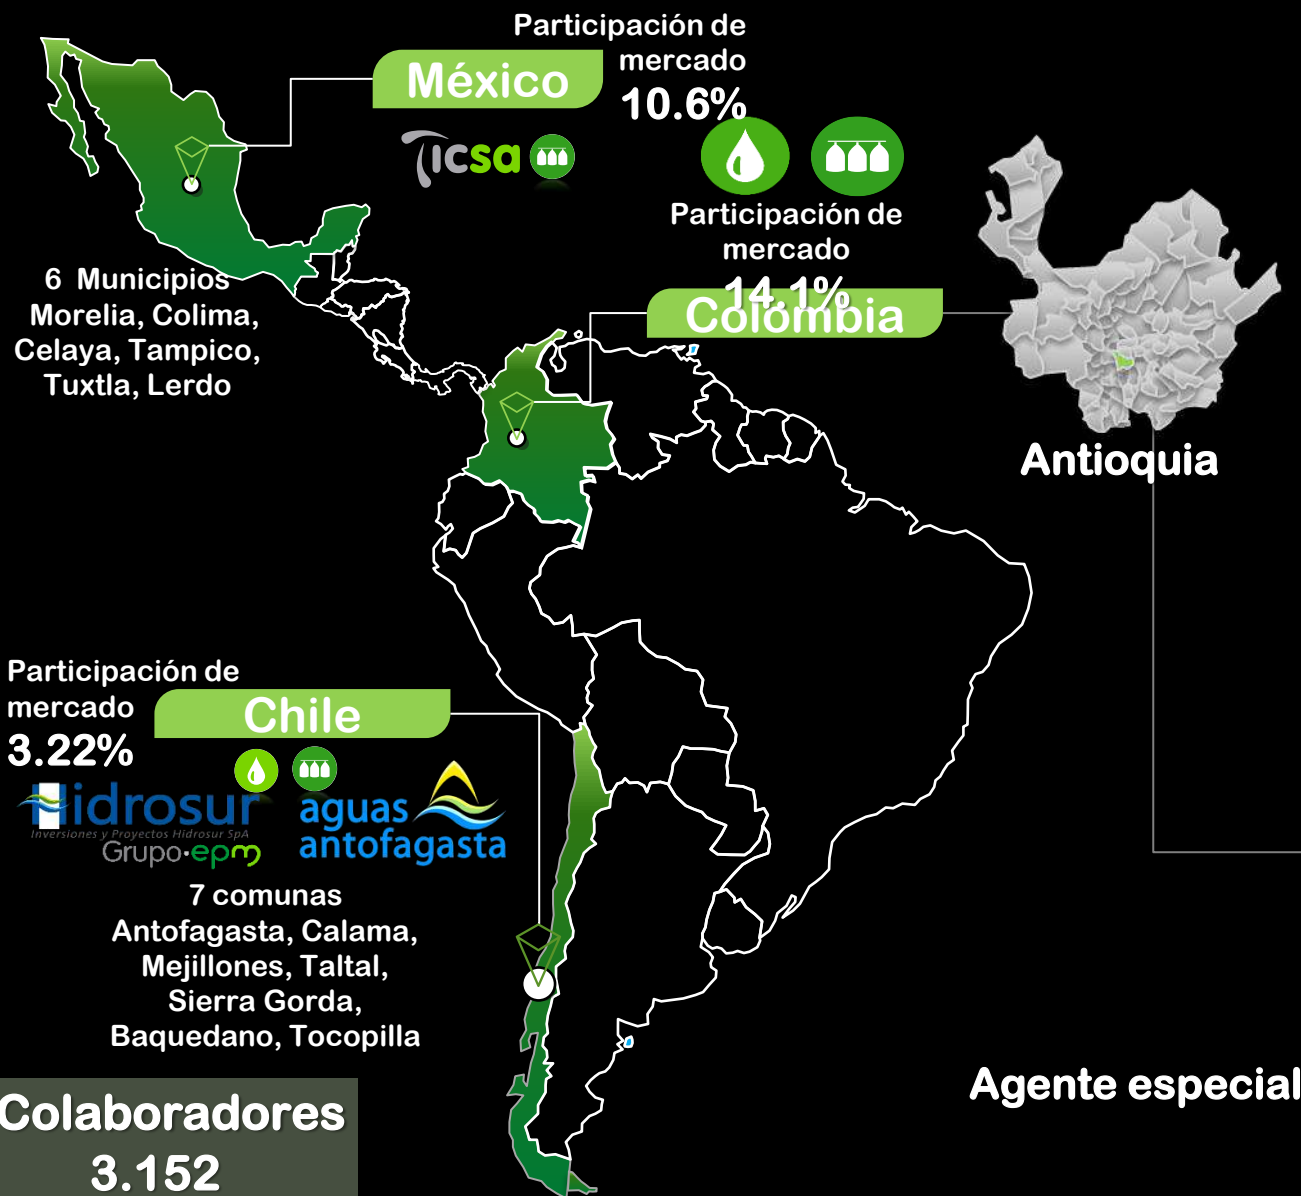 Participación de
mercado
10.6%
México
Ticsa
6 Municipios
Morelia, Colima,
Celaya, Tampico,
Tuxtla, Lerdo
Participación de
mercado
14.1%
Colombia
Antioquia
Participación de
mercado
3.22%
Chile
Hidrosur
Inversiones y Proyectos Hidrosur SpA
Grupo·epm
aguas
antofagasta
7 comunas
Antofagasta, Calama,
Mejillones, Taltal,
Sierra Gorda,
Baquedano, Tocopilla
Agente especial
Colaboradores
3.152